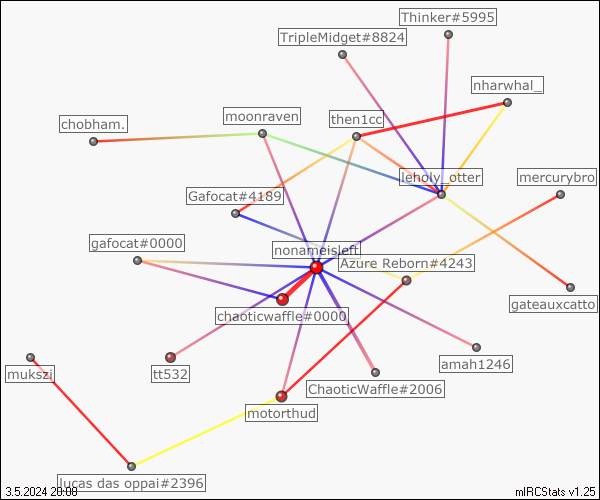 Thinker#5995
TripleMidget#8824
nharwhal_
moonraven
then1cc
chobham.
leholy_otter
mercurybro
Gafocat#4189
gafocat#0000
nonameisleft
Azure Reborn#4243
gateauxcatto
chaoticwaffle#0000
amah1246
mukszi
tt532
ChaoticWaffle#2006
motorthud
lucas das oppai#2396
3.5.2024 20:00
mIRCStats v1.25